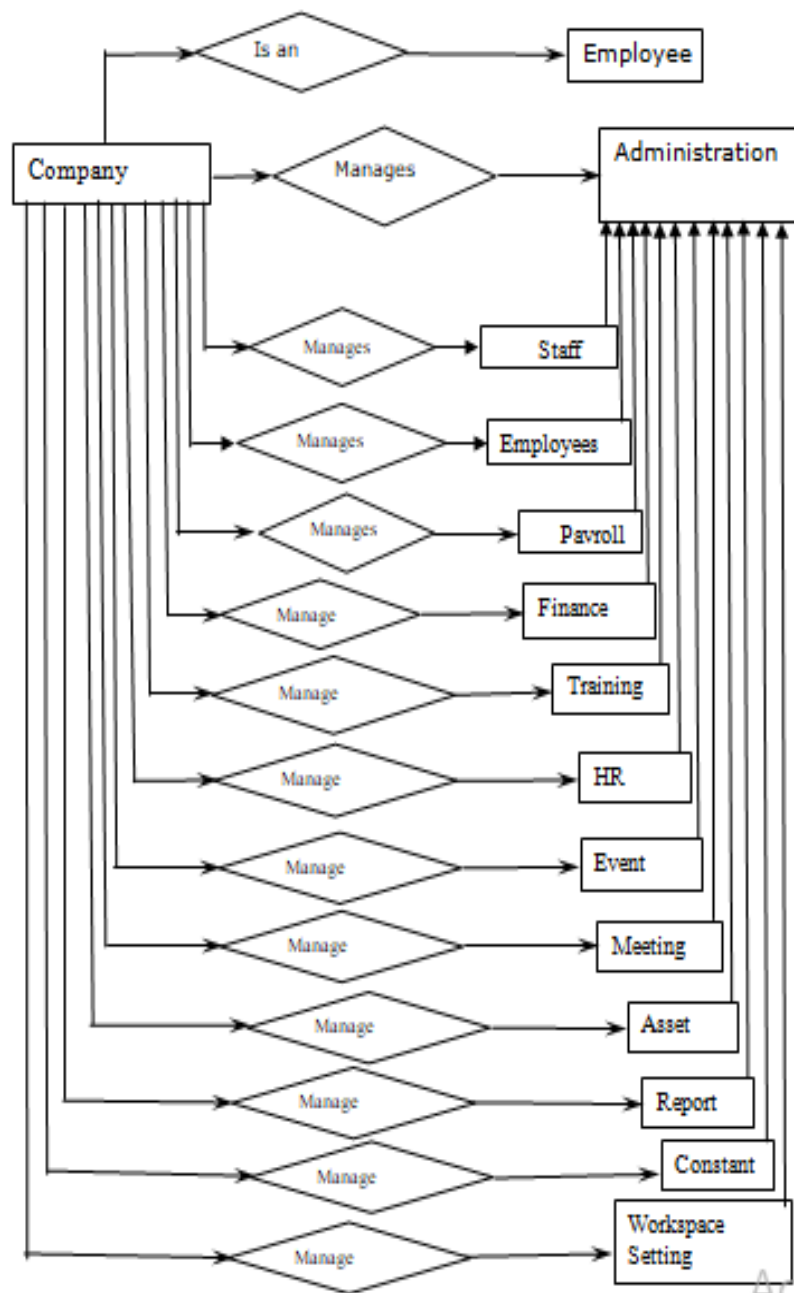 Is an
Employee
Company
Manages
Administration
Manages
Staff
Manages
Employees
Manages
Pavroll
Manage
Finance
Manage
Training
Manage
HR
Manage
Event
Manage
Meeting
Manage
Asset
Manage
Report
Manage
Constant
Manage
Workspace
Setting